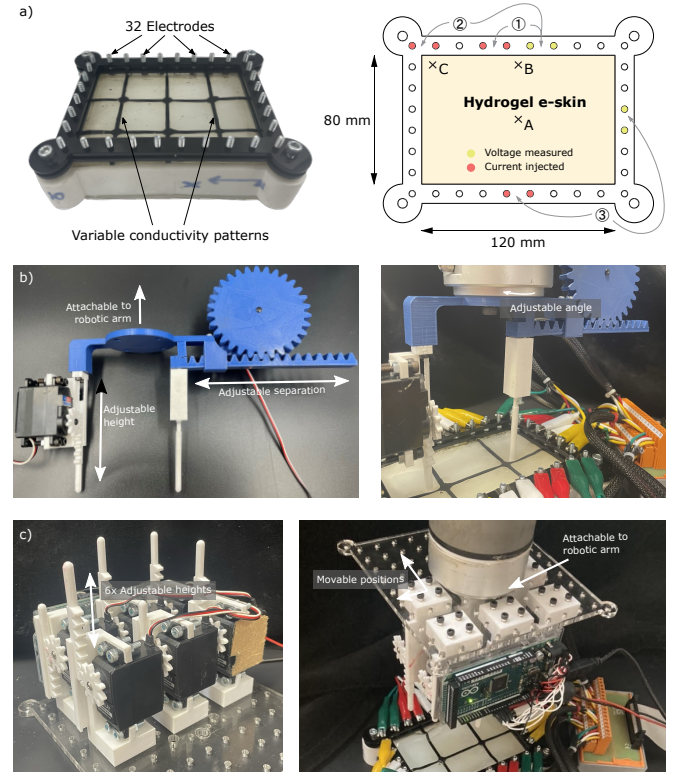 a)
32 Electrodes
Variable conductivity patterns
② ①
C B
Hydrogel e-skin
A
80 mm
Voltage measured
Current injected
③
120 mm
b)
Attachable to
robotic arm
Adjustable
height
Adjustable separation
Adjustable angle
c)
6x Adjustable heights
Attachable to
robotic arm
Movable positions